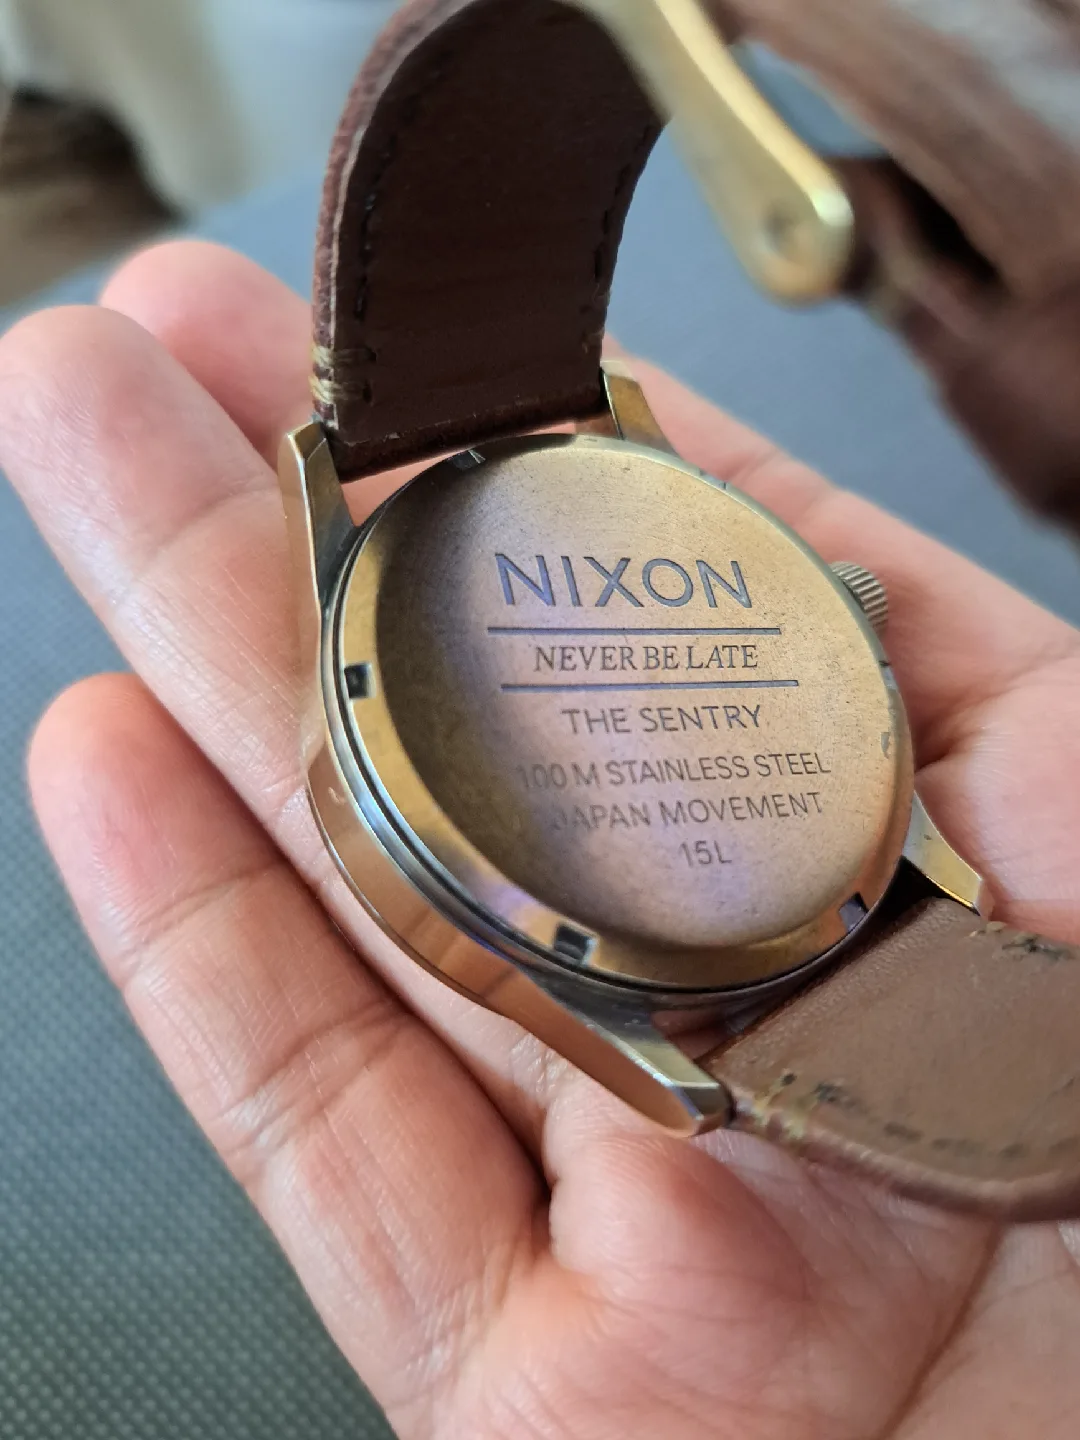 NIXON
NEVER BE LATE
THE SENTRY
100 M STAINLESS STEEL
JAPAN MOVEMENT
15L